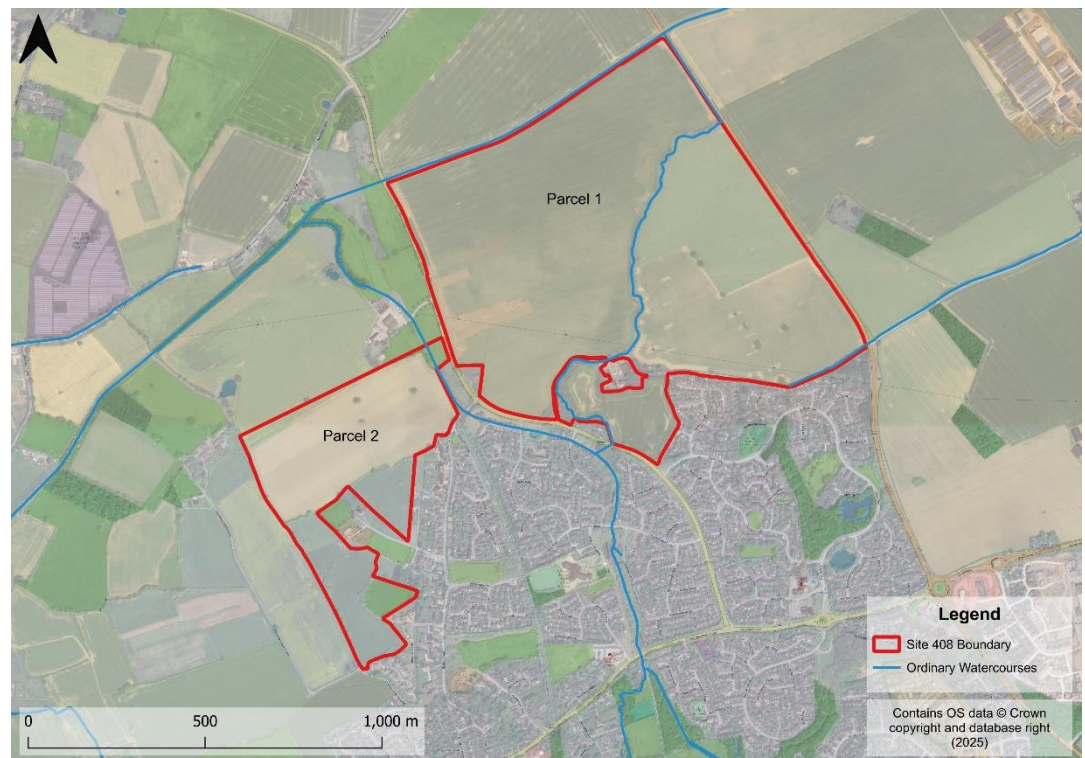 Parcel 1
Parcel 2
Legend
Site 408 Boundary
Ordinary Watercourses
Contains OS data © Crown
copyright and database right
(2025)
0 500 1,000 m